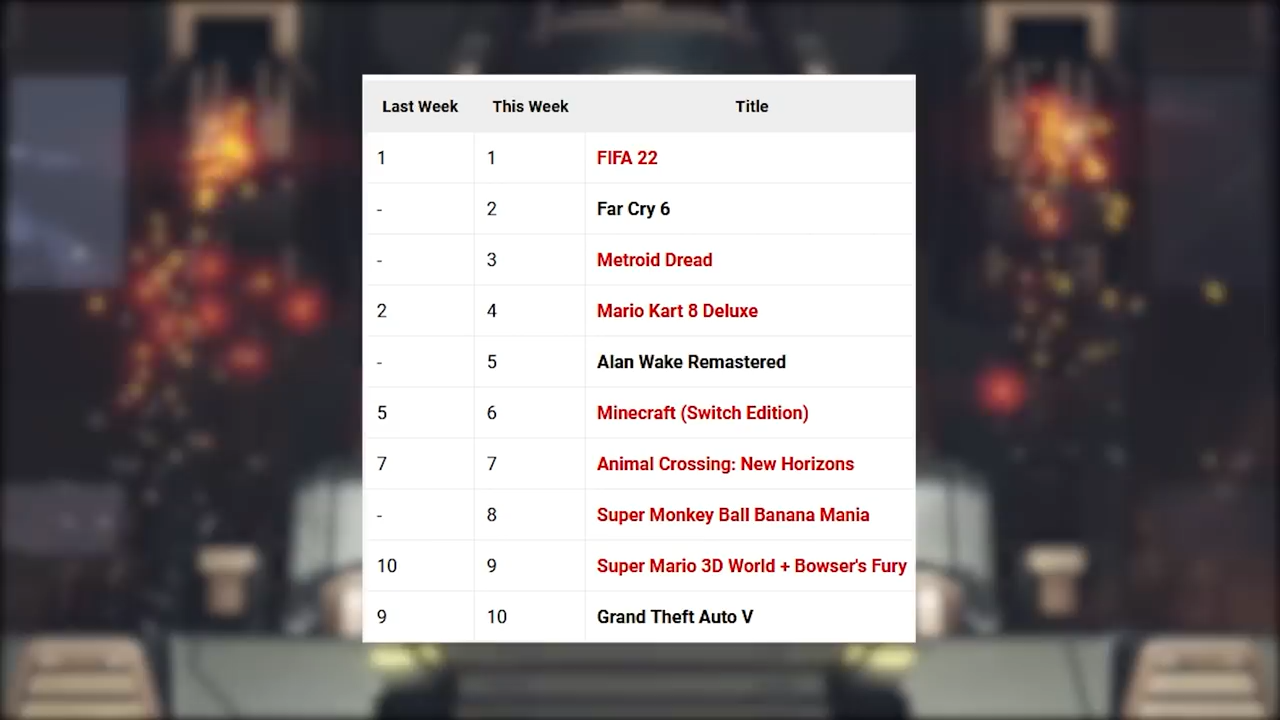 Last Week This Week Title
1 1 FIFA 22
- 2 Far Cry 6
- 3 Metroid Dread
2 4 Mario Kart 8 Deluxe
- 5 Alan Wake Remastered
5 6 Minecraft (Switch Edition)
7 7 Animal Crossing: New Horizons
- 8 Super Monkey Ball Banana Mania
10 9 Super Mario 3D World + Bowser's Fury
9 10 Grand Theft Auto V